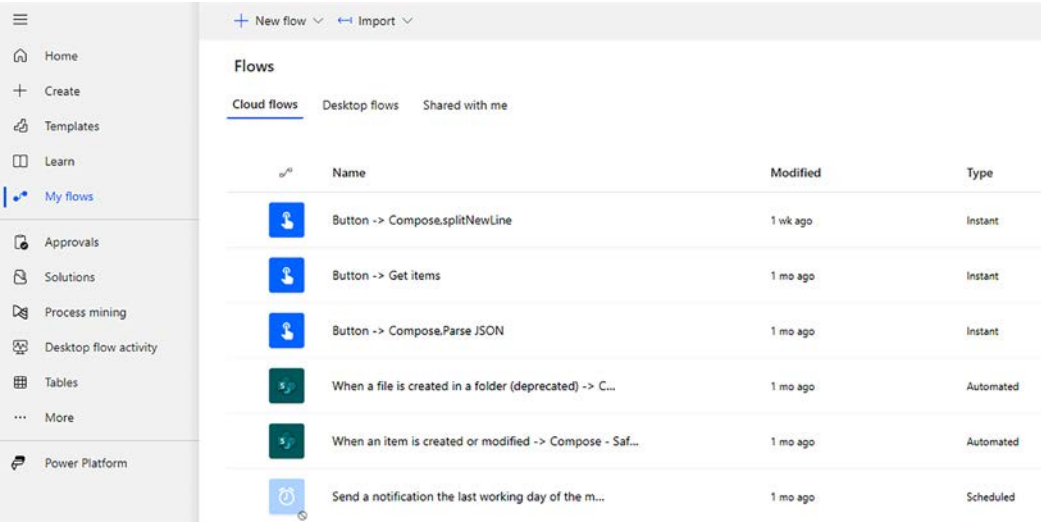 New flow
Import
Home
Create
Templates
Learn
My flows
Approvals
Solutions
Process mining
Desktop flow activity
Tables
More
Power Platform
Flows
Cloud flows Desktop flows Shared with me
Name Modified Type
Button -> Compose,splitNewLine 1 wk ago Instant
Button -> Get items 1 mo ago Instant
Button -> Compose,Parse JSON 1 mo ago Instant
When a file is created in a folder (deprecated) -> C... 1 mo ago Automated
When an item is created or modified -> Compose - Saf... 1 mo ago Automated
Send a notification the last working day of the m... 1 mo ago Scheduled